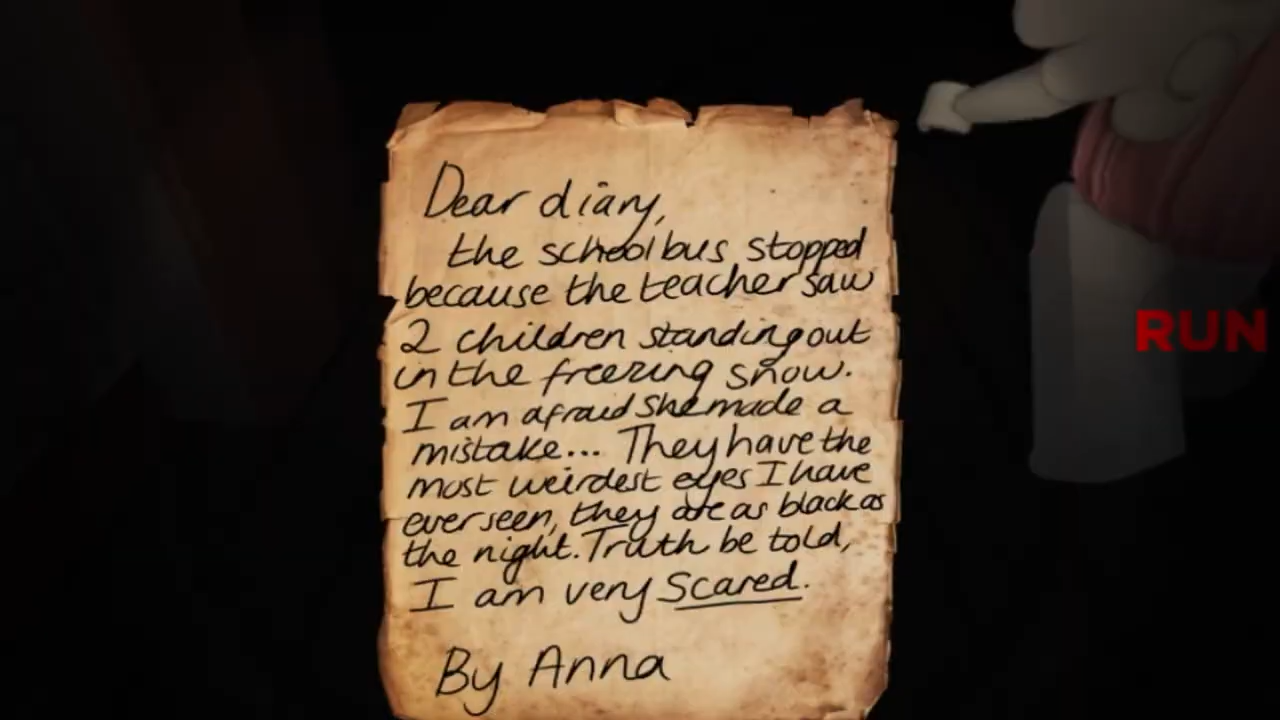 Dear diary,
the school bus stopped
because the teacher saw
2 children standing out
in the freezing snow.
I am afraid she made a
mistake... They have the
most weirdest eyes I have
ever seen, they are as black as
the night. Truth be told,
I am very Scared.
By Anna
RUN